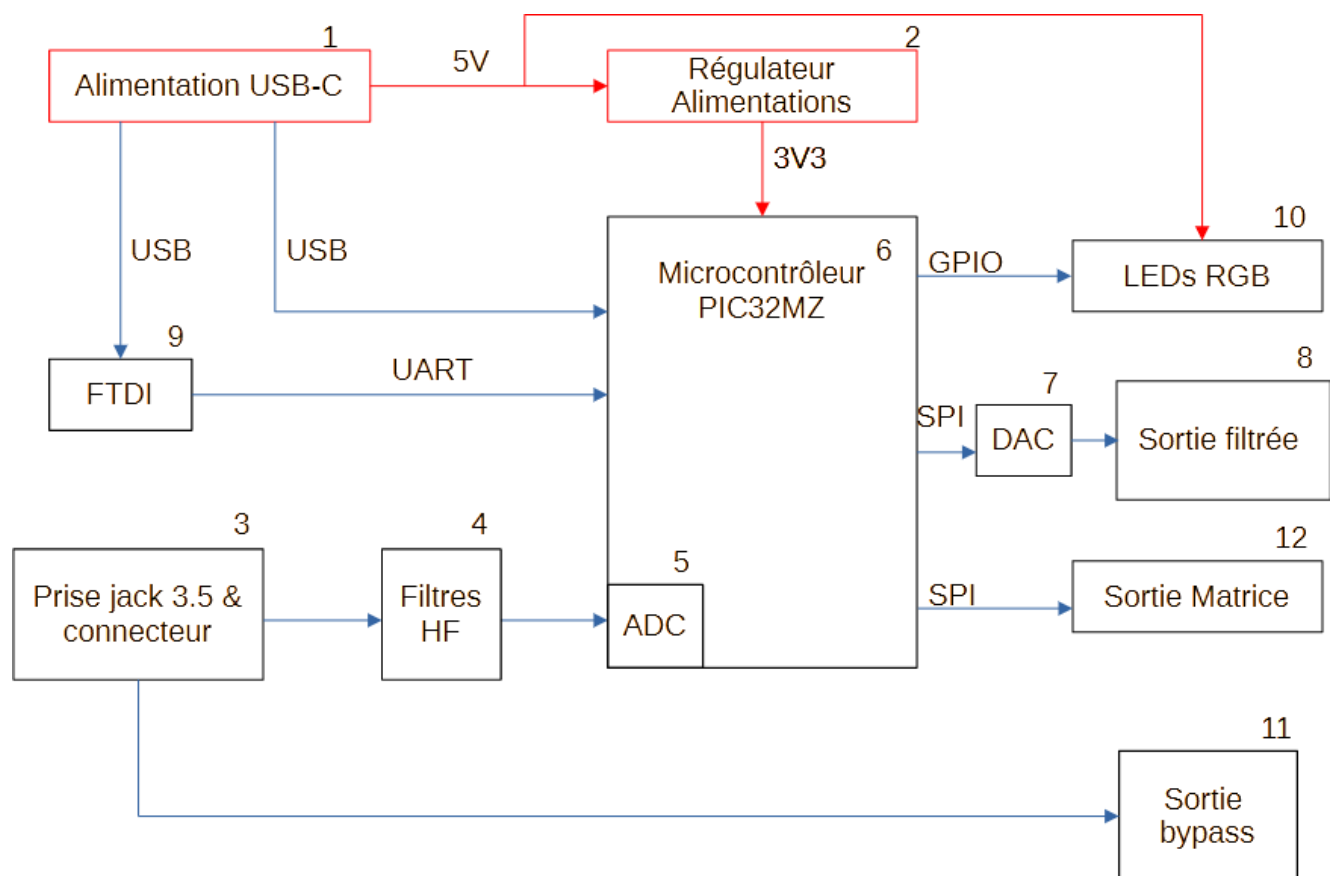 1
Alimentation USB-C
5V
2
Régulateur
Alimentations
3V3
USB
USB
6
Microcontrôleur
PIC32MZ
GPIO
10
LEDs RGB
9
FTDI
UART
SPI
7
DAC
8
Sortie filtrée
3
Prise jack 3.5 &
connecteur
4
Filtres
HF
5
ADC
SPI
12
Sortie Matrice
11
Sortie
bypass